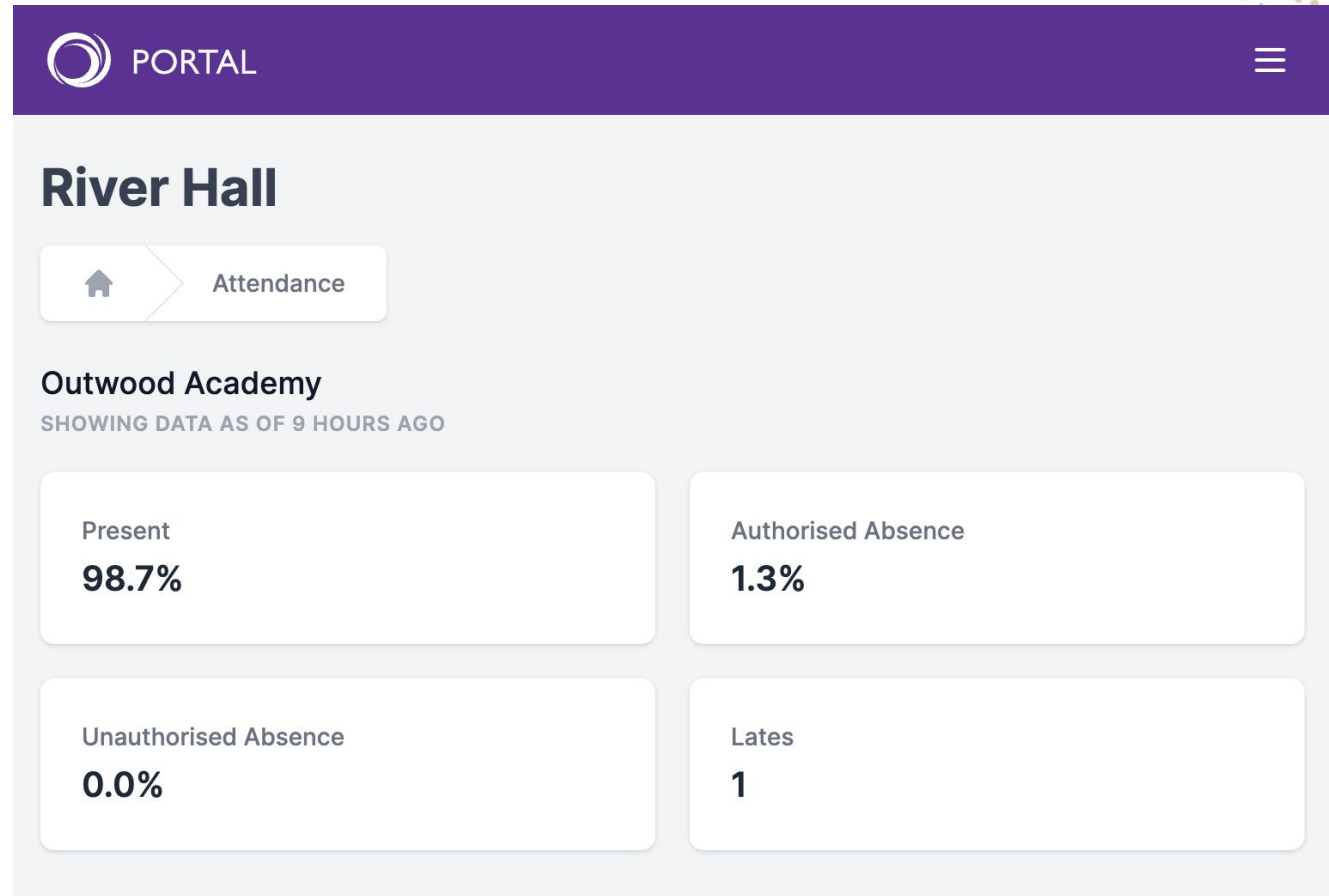 PORTAL
River Hall
Attendance
Outwood Academy
SHOWING DATA AS OF 9 HOURS AGO
Present
98.7%
Authorised Absence
1.3%
Unauthorised Absence
0.0%
Lates
1